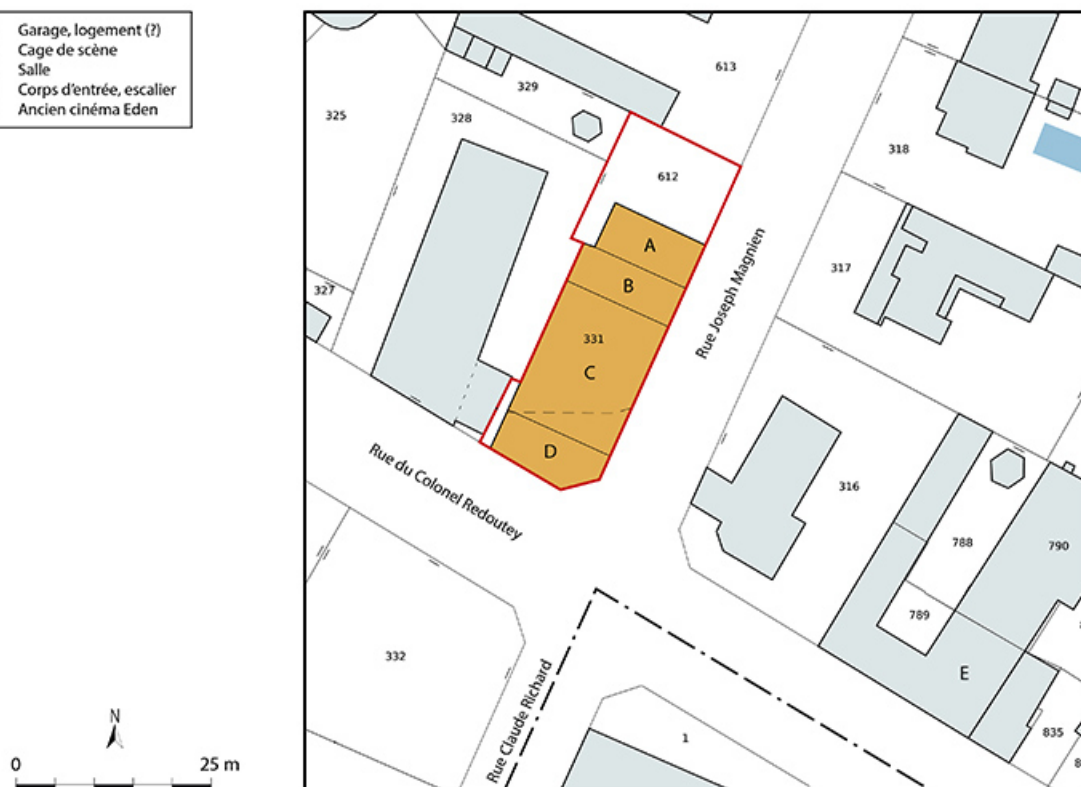 Garage, logement (?)
Cage de scène
Salle
Corps d'entrée, escalier
Ancien cinéma Eden
613
329
325
328
318
612
A
317
327
B
Rue Joseph Magnien
331
C
D
316
Rue du Colonel Redoutey
788
790
789
332
E
Rue Claude Richard
835
1
N
0
25 m